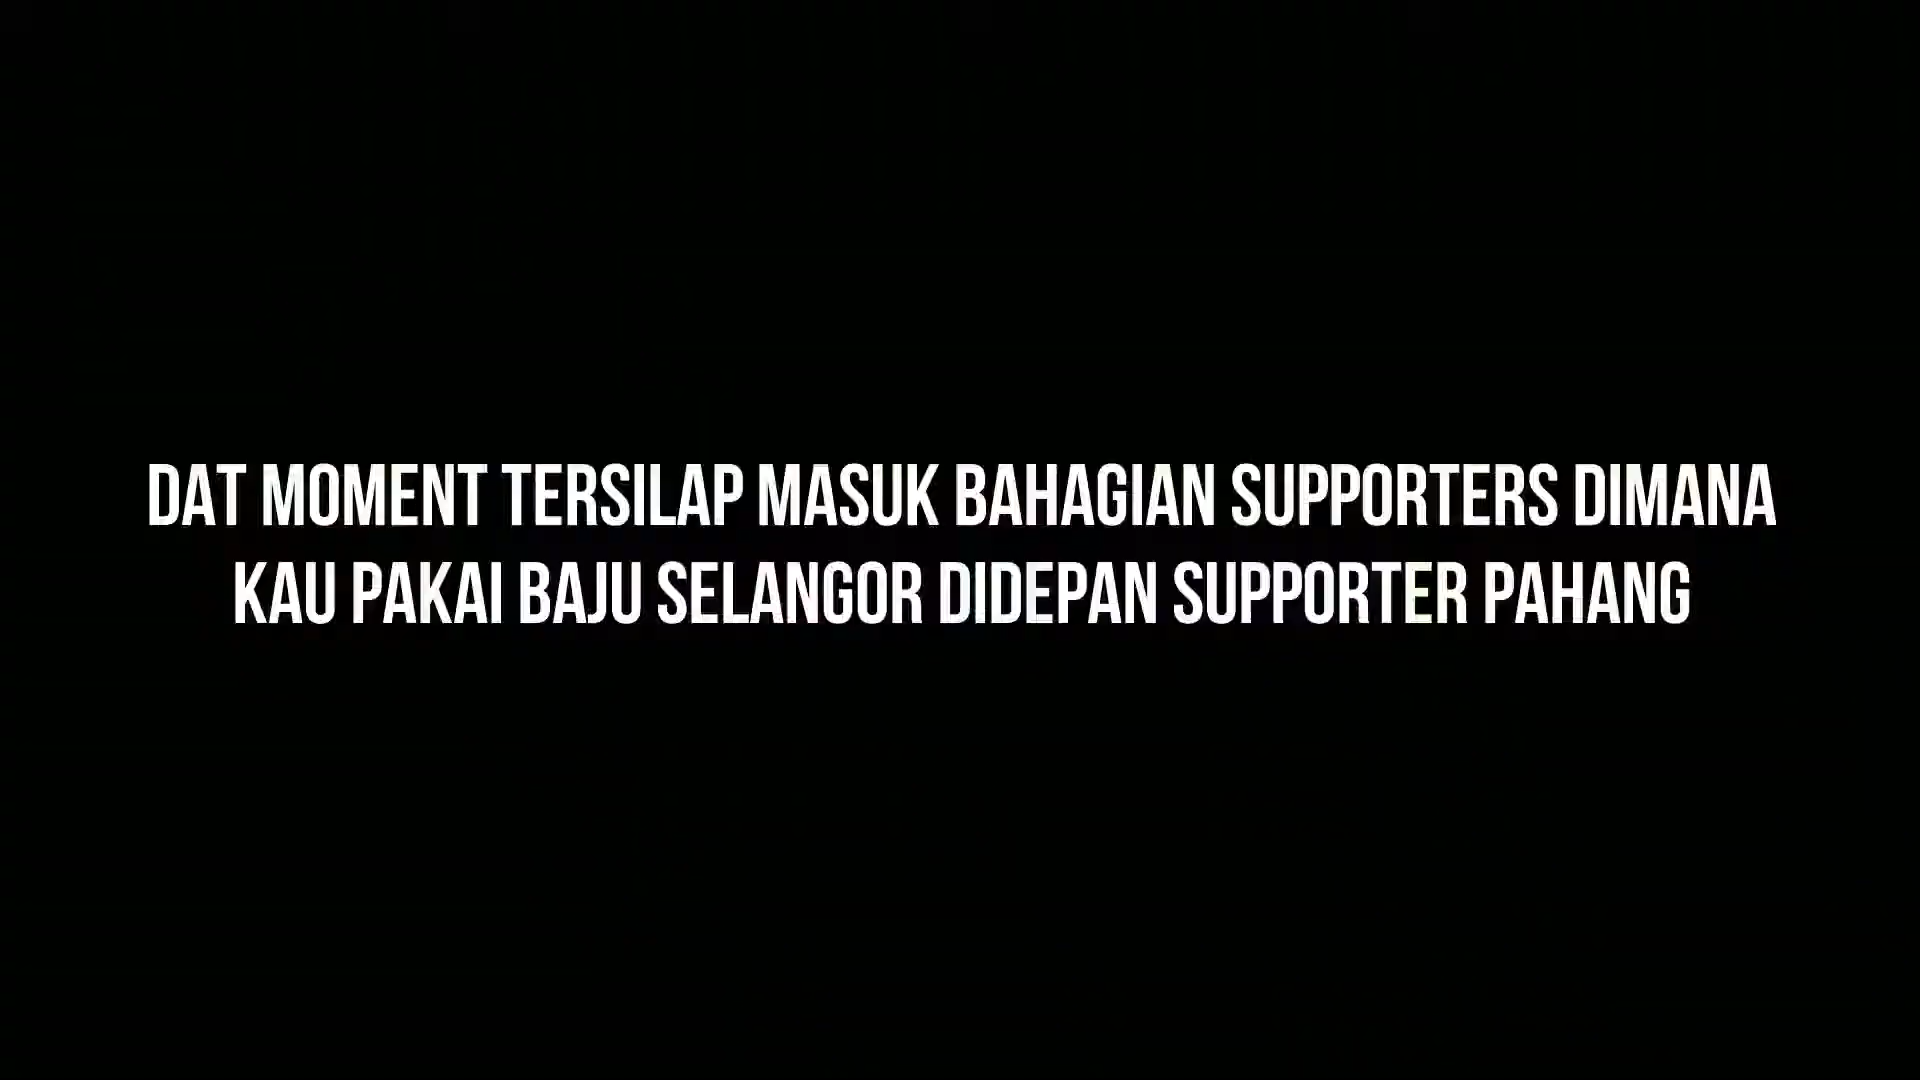 DAT MOMENT TERSILAP MASUK BAHAGIAN SUPPORTERS DIMANA
KAU PAKAI BAJU SELANGOR DIDEPAN SUPPORTER PAHANG